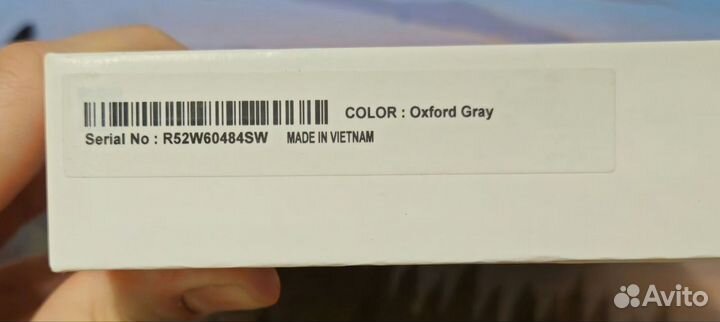 COLOR : Oxford Gray
Serial No : R52W60484SW MADE IN VIETNAM
Avito